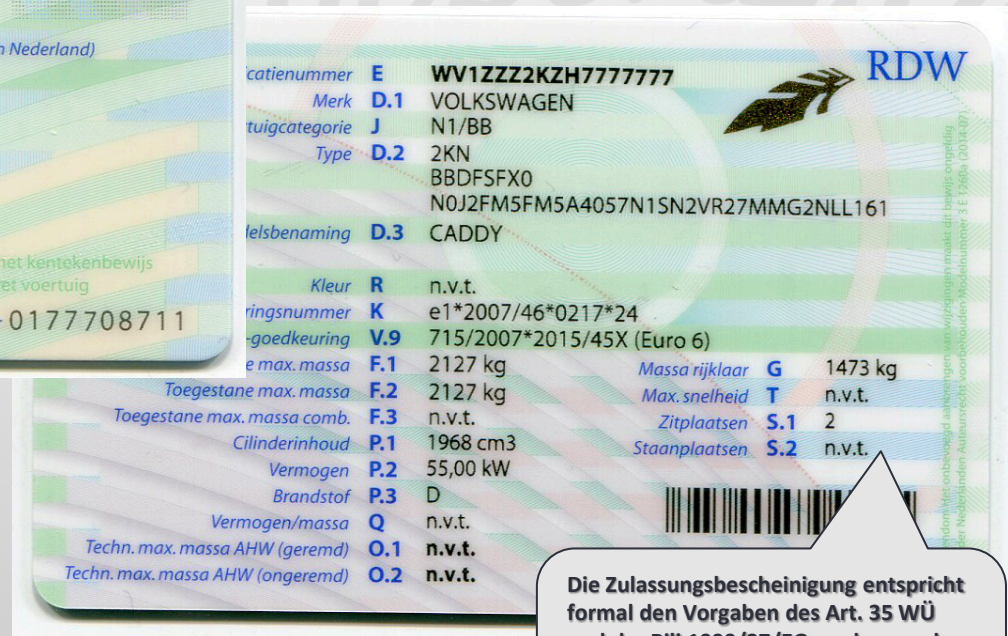 n Nederland)
RDW
catienummer E WV1ZZZ2KZH7777777
Merk D.1 VOLKSWAGEN
tuigcategorie J N1/BB
Type D.2 2KN
BBDFSFX0
N0J2FM5FM5A4057N1SN2VR27MMG2NLL161
lelsbenaming D.3 CADDY
net kentekenbewijs
et voertuig
0177708711
Kleur R n.v.t.
ringsnummer K e1*2007/46*0217*24
-goedkeuring V.9 715/2007*2015/45X (Euro 6)
e max. massa F.1 2127 kg
Massa rijklaar G 1473 kg
Toegestane max. massa F.2 2127 kg
Max. snelheid T n.v.t.
Toegestane max. massa comb. F.3 n.v.t.
Zitplaatsen S.1 2
Cilinderinhoud P.1 1968 cm3
Staanplaatsen S.2 n.v.t.
Vermogen P.2 55,00 kW
Brandstof P.3 D
Vermogen/massa Q n.v.t.
Techn. max. massa AHW (geremd) O.1 n.v.t.
Techn. max. massa AHW (ongeremd) O.2 n.v.t.
Die Zulassungsbescheinigung entspricht
formal den Vorgaben des Art. 35 WÜ